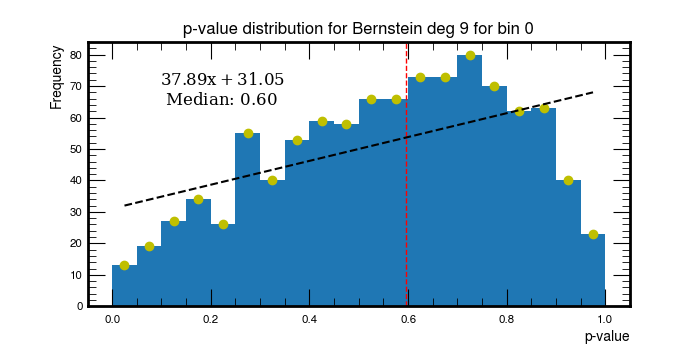 p-value distribution for Bernstein deg 9 for bin 0
Frequency
37.89x + 31.05
Median: 0.60
80
70
60
50
40
30
20
10
0
0.0 0.2 0.4 0.6 0.8 1.0
p-value